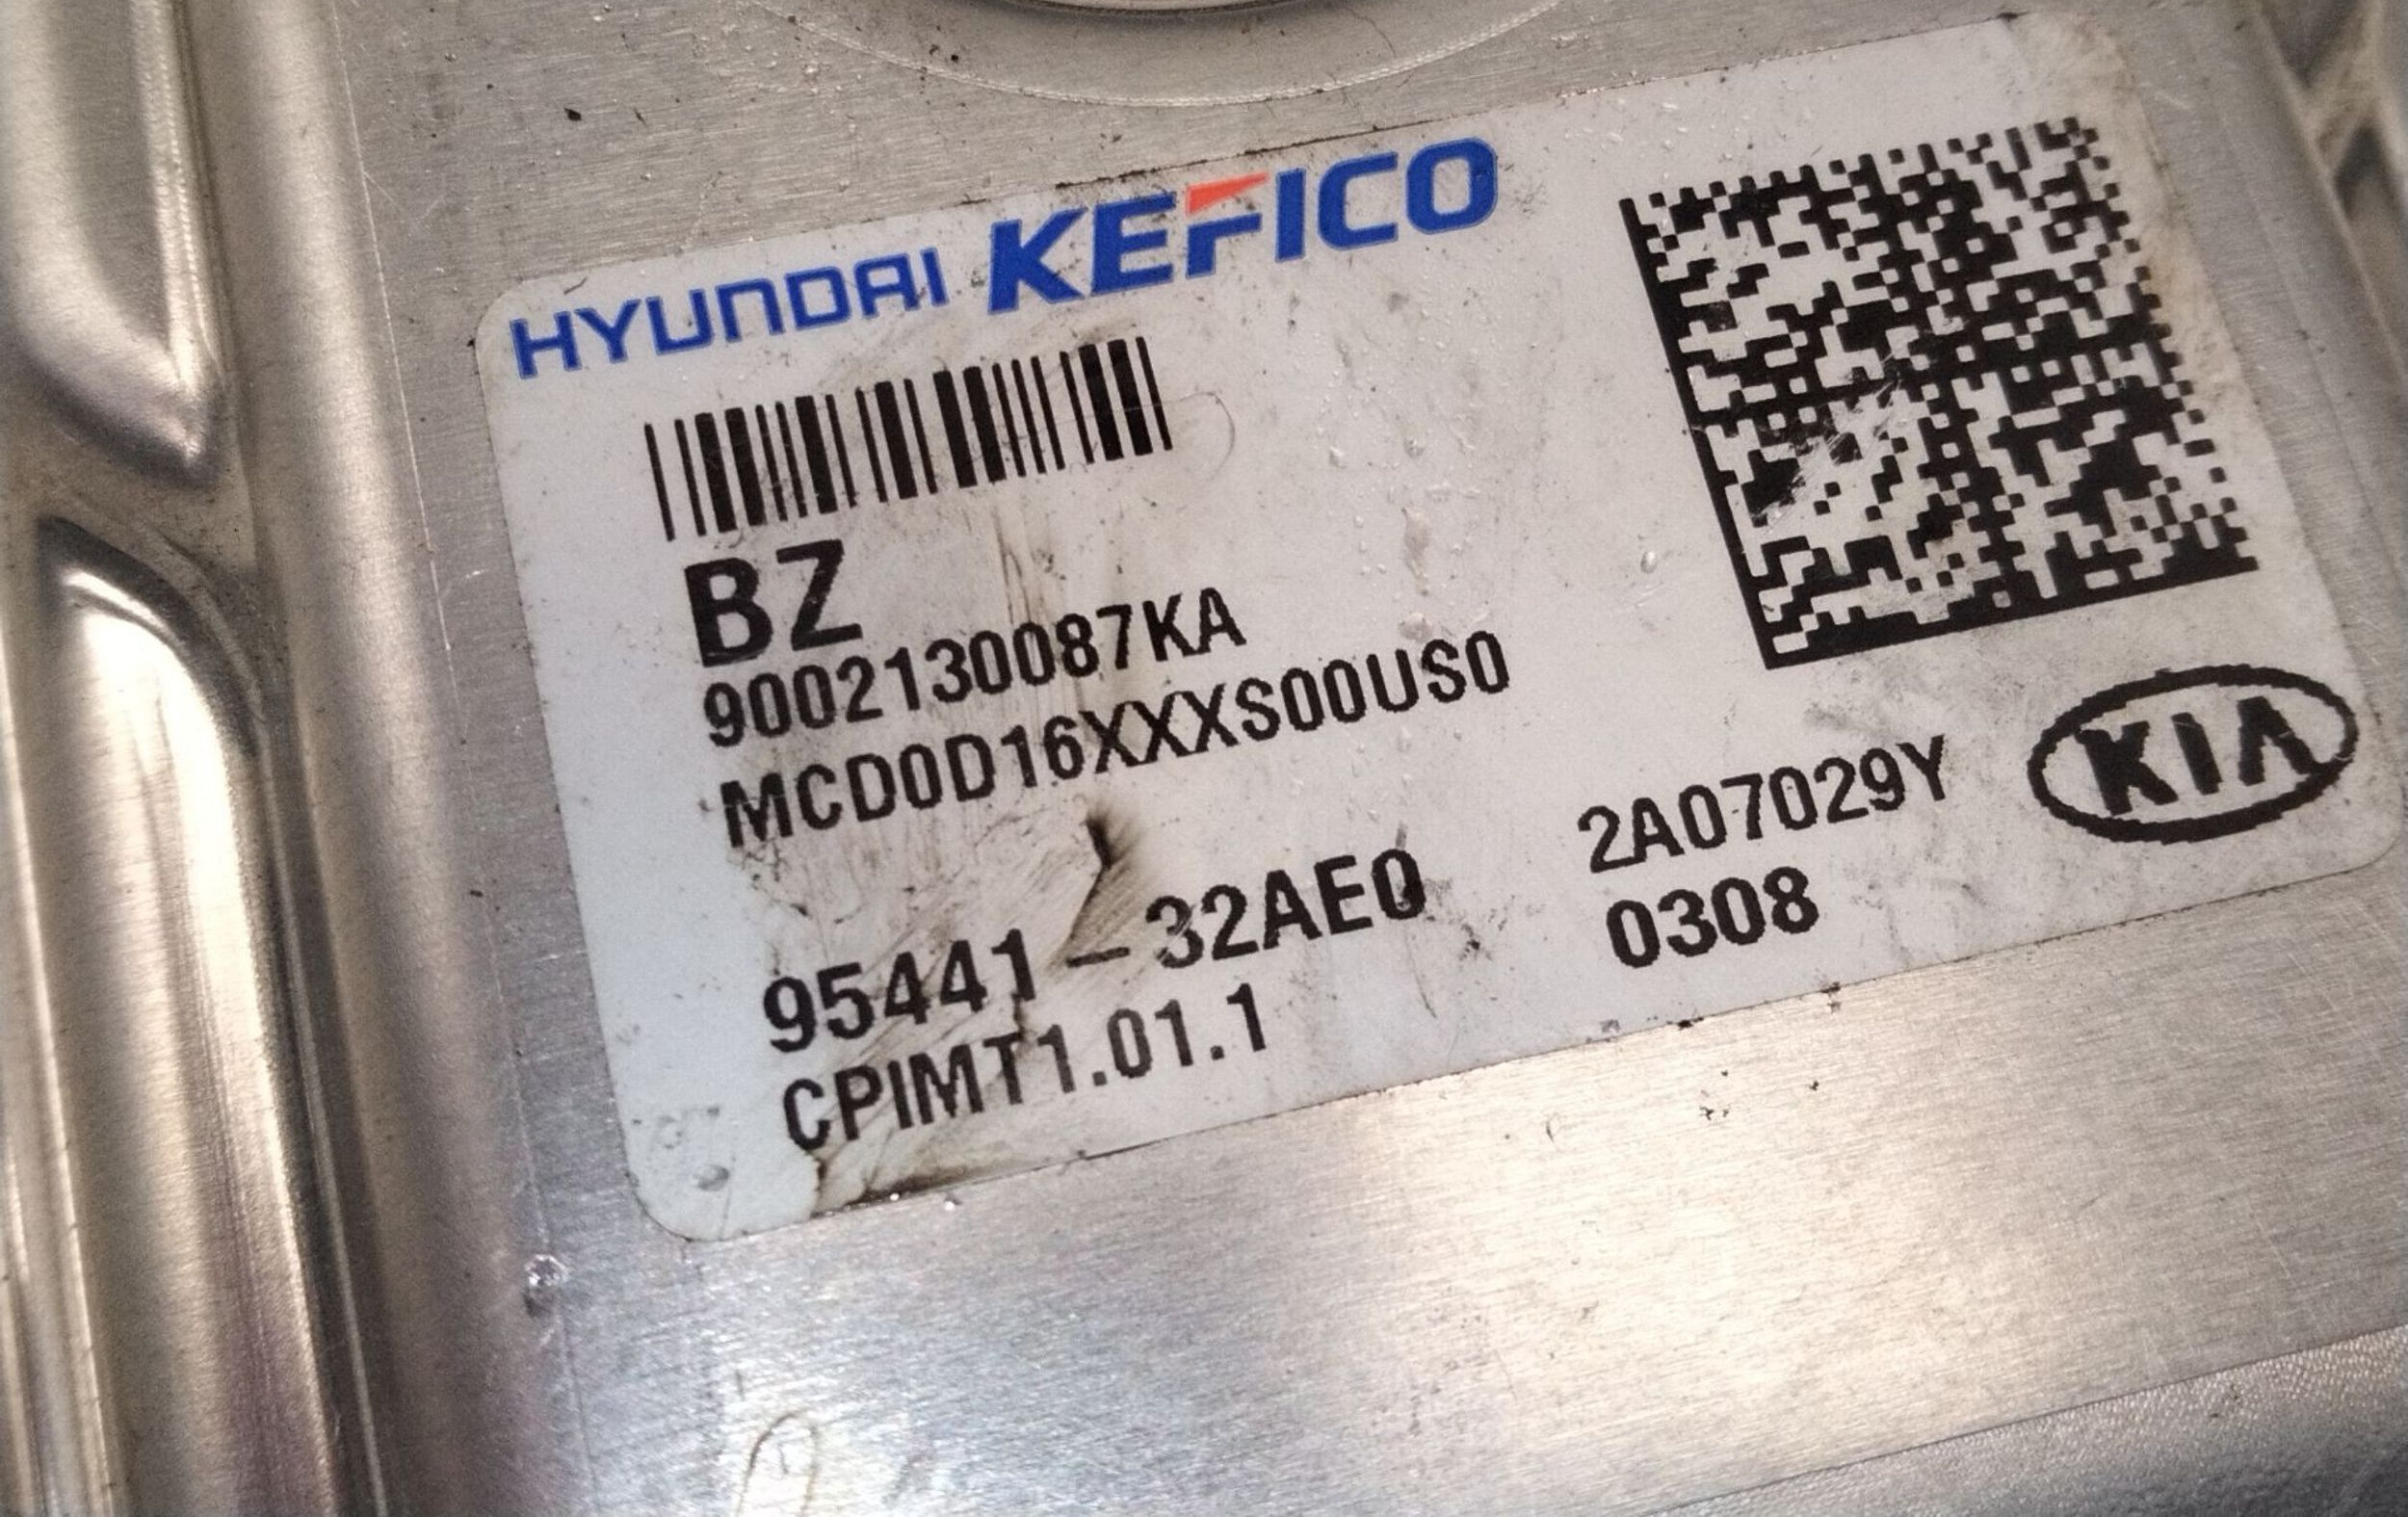 HYUNDAI KEFICO
BZ
9002130087KA
MCD0D16XXXS00US0
95441-32AE0
2A07029Y
KIA
CPIMT1.01.1
0308